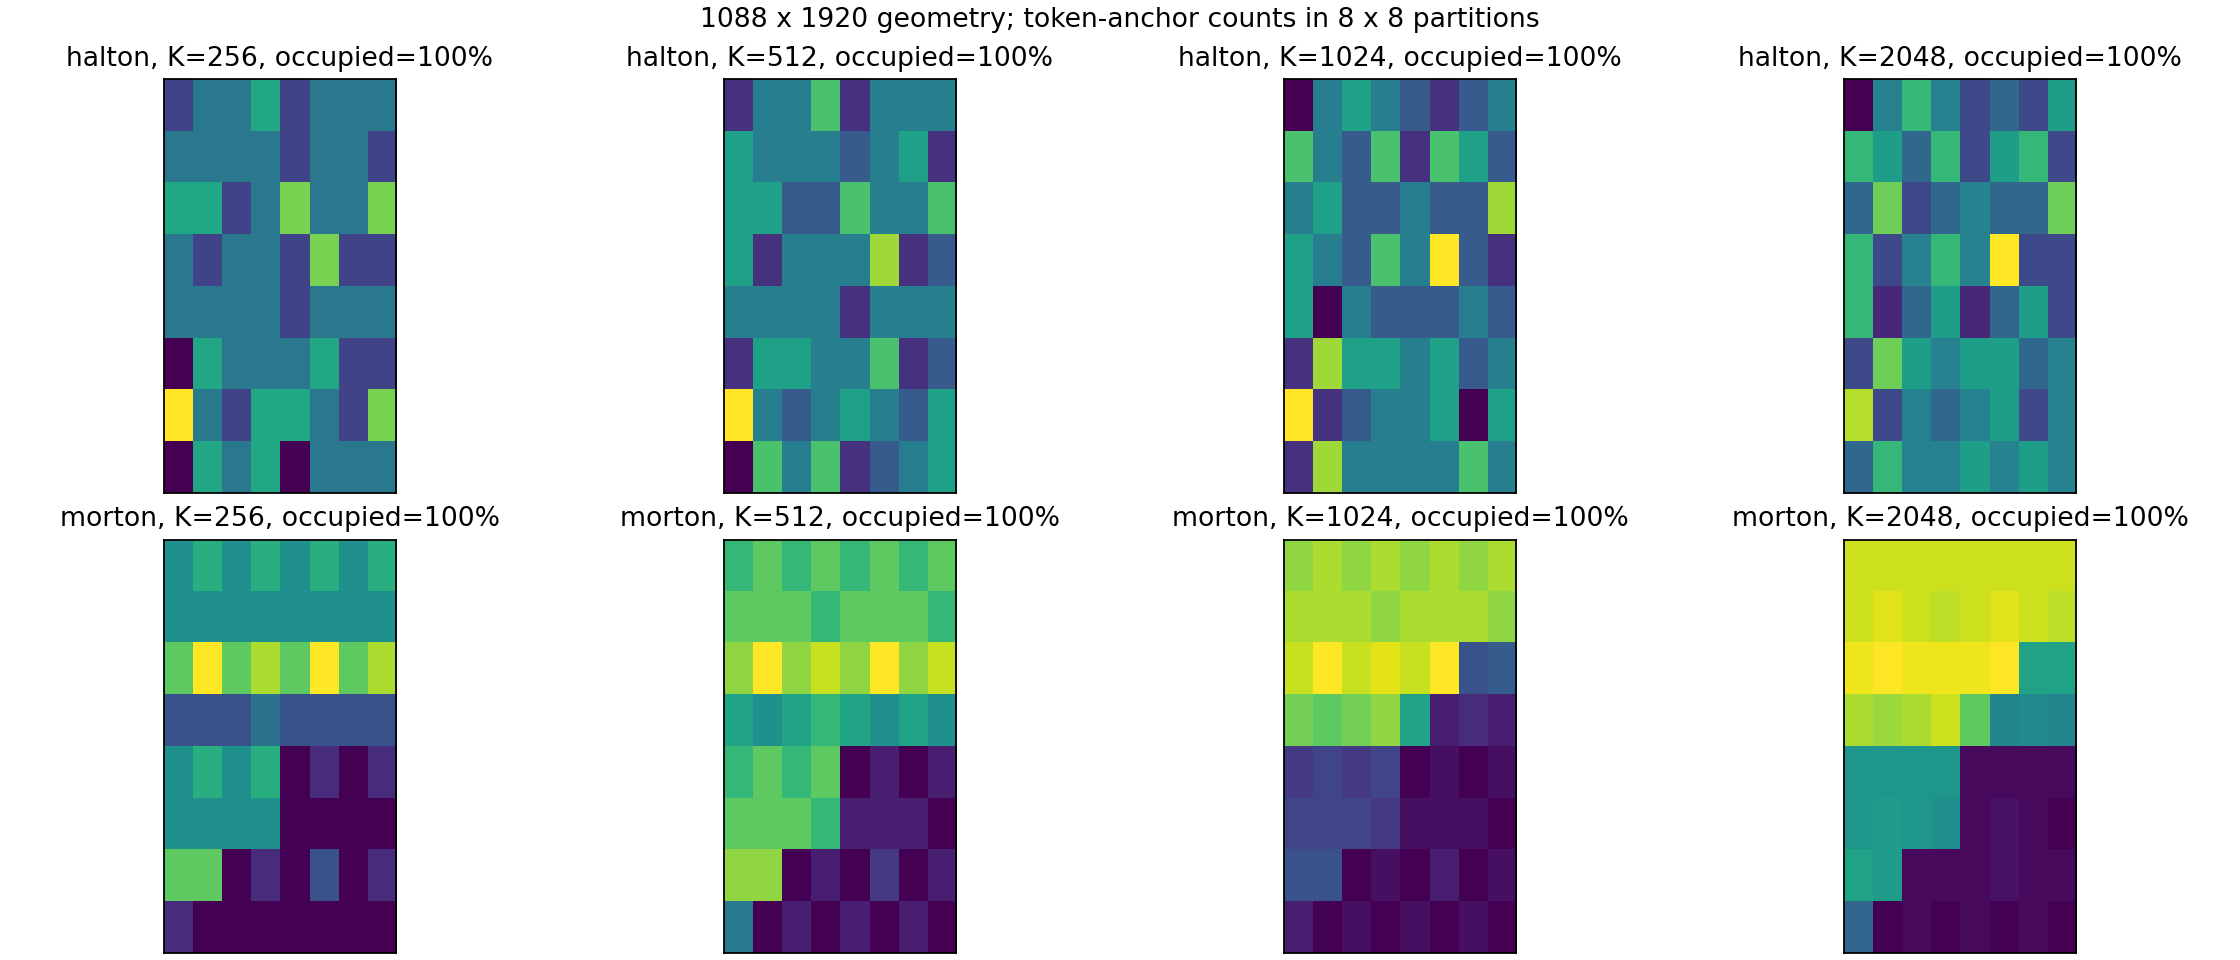 1088 x 1920 geometry; token-anchor counts in 8 x 8 partitions
halton, K=256, occupied=100%
halton, K=512, occupied=100%
halton, K=1024, occupied=100%
halton, K=2048, occupied=100%
morton, K=256, occupied=100%
morton, K=512, occupied=100%
morton, K=1024, occupied=100%
morton, K=2048, occupied=100%